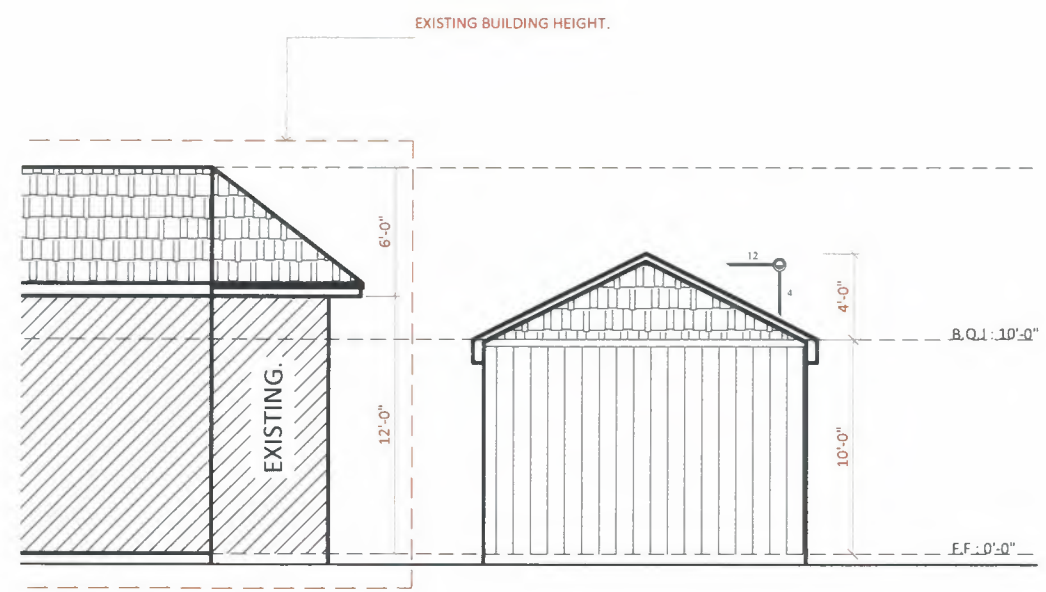 EXISTING BUILDING HEIGHT.
6'-0"
12
4
4'-0"
B.O.J : 10'-0"
EXISTING.
12'-0"
10'-0"
F.F : 0'-0"